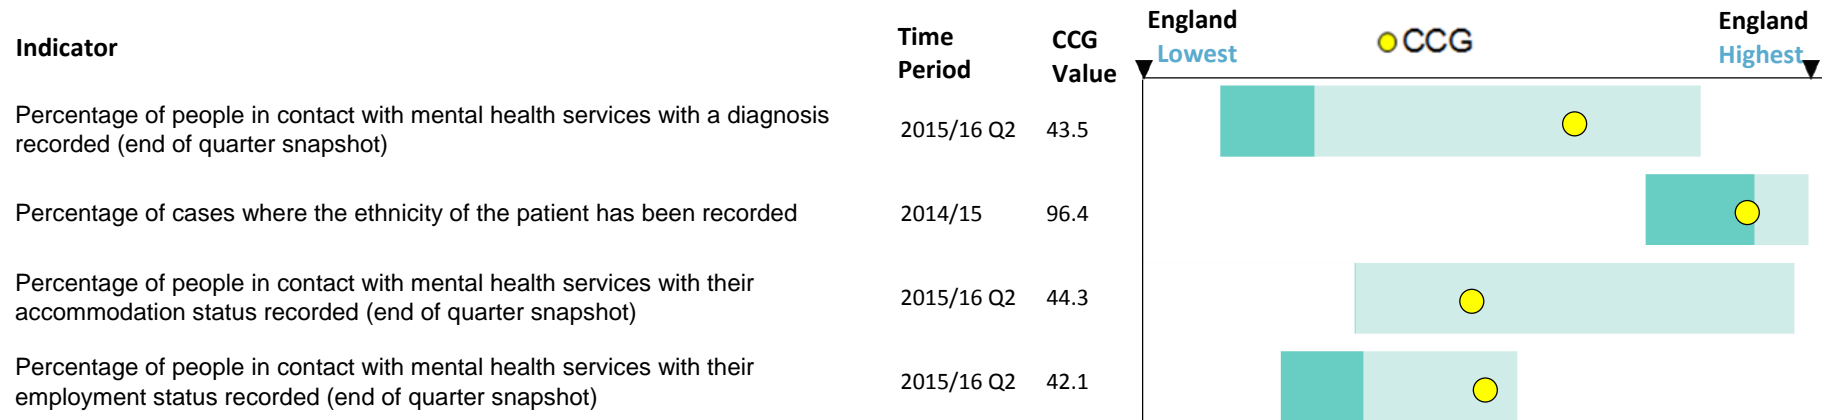 Indicator
Time
Period
CCG
Value
England
Lowest
CCG
England
Highest
Percentage of people in contact with mental health services with a diagnosis
recorded (end of quarter snapshot)
2015/16 Q2
43.5
Percentage of cases where the ethnicity of the patient has been recorded
2014/15
96.4
Percentage of people in contact with mental health services with their
accommodation status recorded (end of quarter snapshot)
2015/16 Q2
44.3
Percentage of people in contact with mental health services with their
employment status recorded (end of quarter snapshot)
2015/16 Q2
42.1